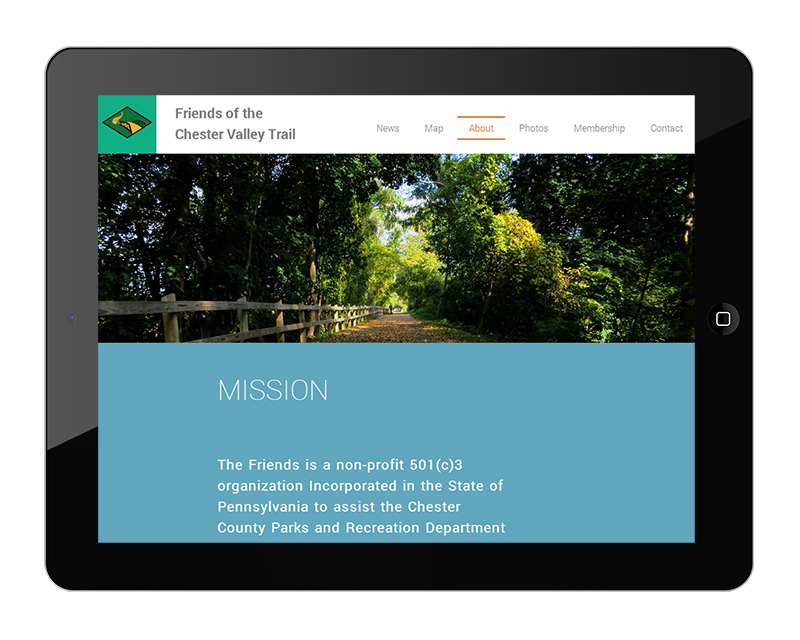 Friends of the
Chester Valley Trail
News Map About Photos Membership Contact
MISSION
The Friends is a non-profit 501(c)3
organization Incorporated in the State of
Pennsylvania to assist the Chester
County Parks and Recreation Department